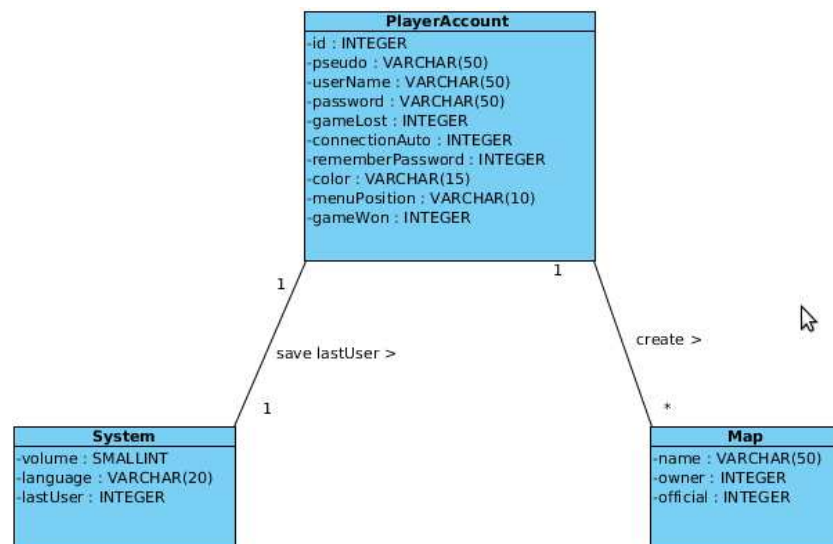 PlayerAccount
-id : INTEGER
-pseudo : VARCHAR(50)
-userName : VARCHAR(50)
-password : VARCHAR(50)
-gameLost : INTEGER
-connectionAuto : INTEGER
-rememberPassword : INTEGER
-color : VARCHAR(15)
-menuPosition : VARCHAR(10)
-gameWon : INTEGER
1
1
save lastUser >
create >
1
*
System
-volume : SMALLINT
-language : VARCHAR(20)
-lastUser : INTEGER
Map
-name : VARCHAR(50)
-owner : INTEGER
-official : INTEGER